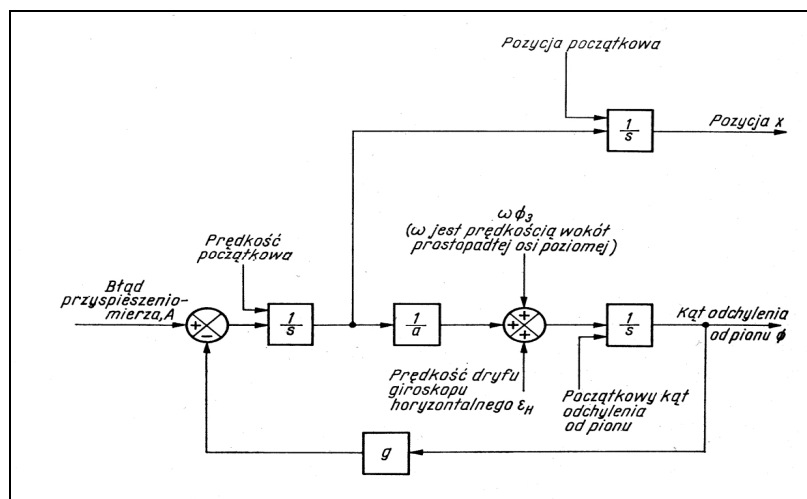 Pozycja początkowa
1/s
Pozycja x
ωϕ₃
(ω jest prędkością wokół
prostopadłej osi poziomej)
Prędkość
początkowa
Błąd
przyspieszenio-
mierza, A
+
−
1/s
1/a
+
+
+
1/s
Kąt odchylenia
od pionu ϕ
Prędkość dryfu
giroskopu
horyzontalnego ε_H
Początkowy kąt
odchylenia
od pionu
g